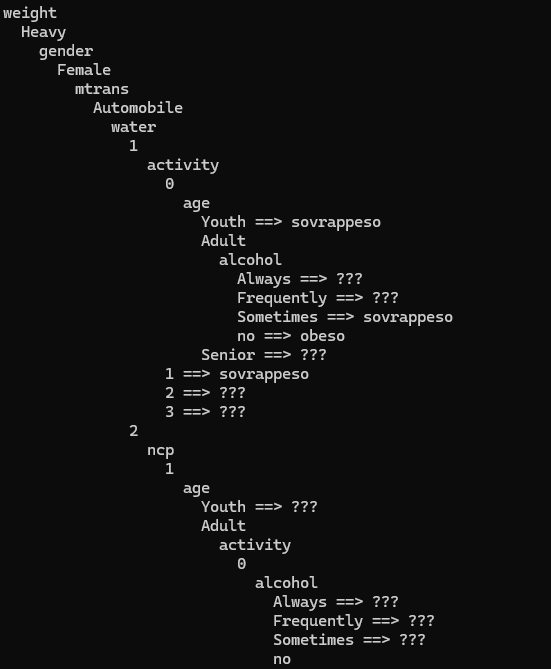 weight
  Heavy
    gender
      Female
        mtrans
          Automobile
            water
              1
                activity
                  0
                    age
                      Youth ==> sovrappeso
                      Adult
                        alcohol
                          Always ==> ???
                          Frequently ==> ???
                          Sometimes ==> sovrappeso
                          no ==> obeso
                      Senior ==> ???
                  1 ==> sovrappeso
                  2 ==> ???
                  3 ==> ???
              2
                ncp
                  1
                    age
                      Youth ==> ???
                      Adult
                        activity
                          0
                            alcohol
                              Always ==> ???
                              Frequently ==> ???
                              Sometimes ==> ???
                              no